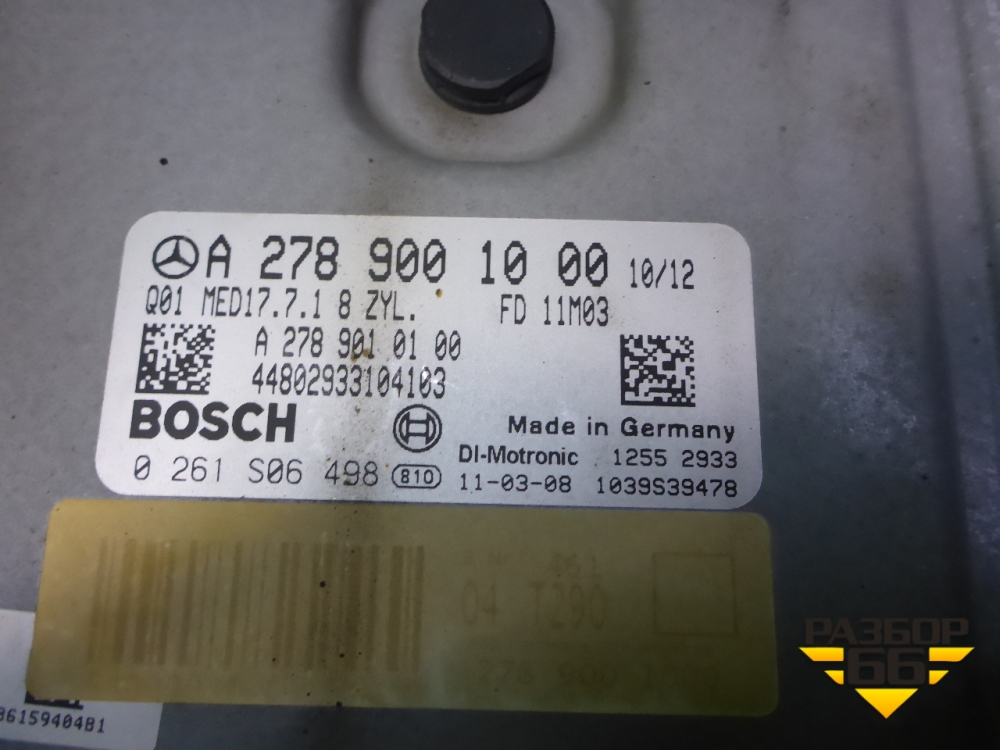 A 278 900 10 00 10/12
Q01 MED17.7.1 8 ZYL. FD 11M03
A 278 901 01 00
44802933104103
BOSCH
Made in Germany
DI-Motronic 1255 2933
0 261 S06 498 810 11-03-08 1039S39478
04 T290
РАЗБОР
66